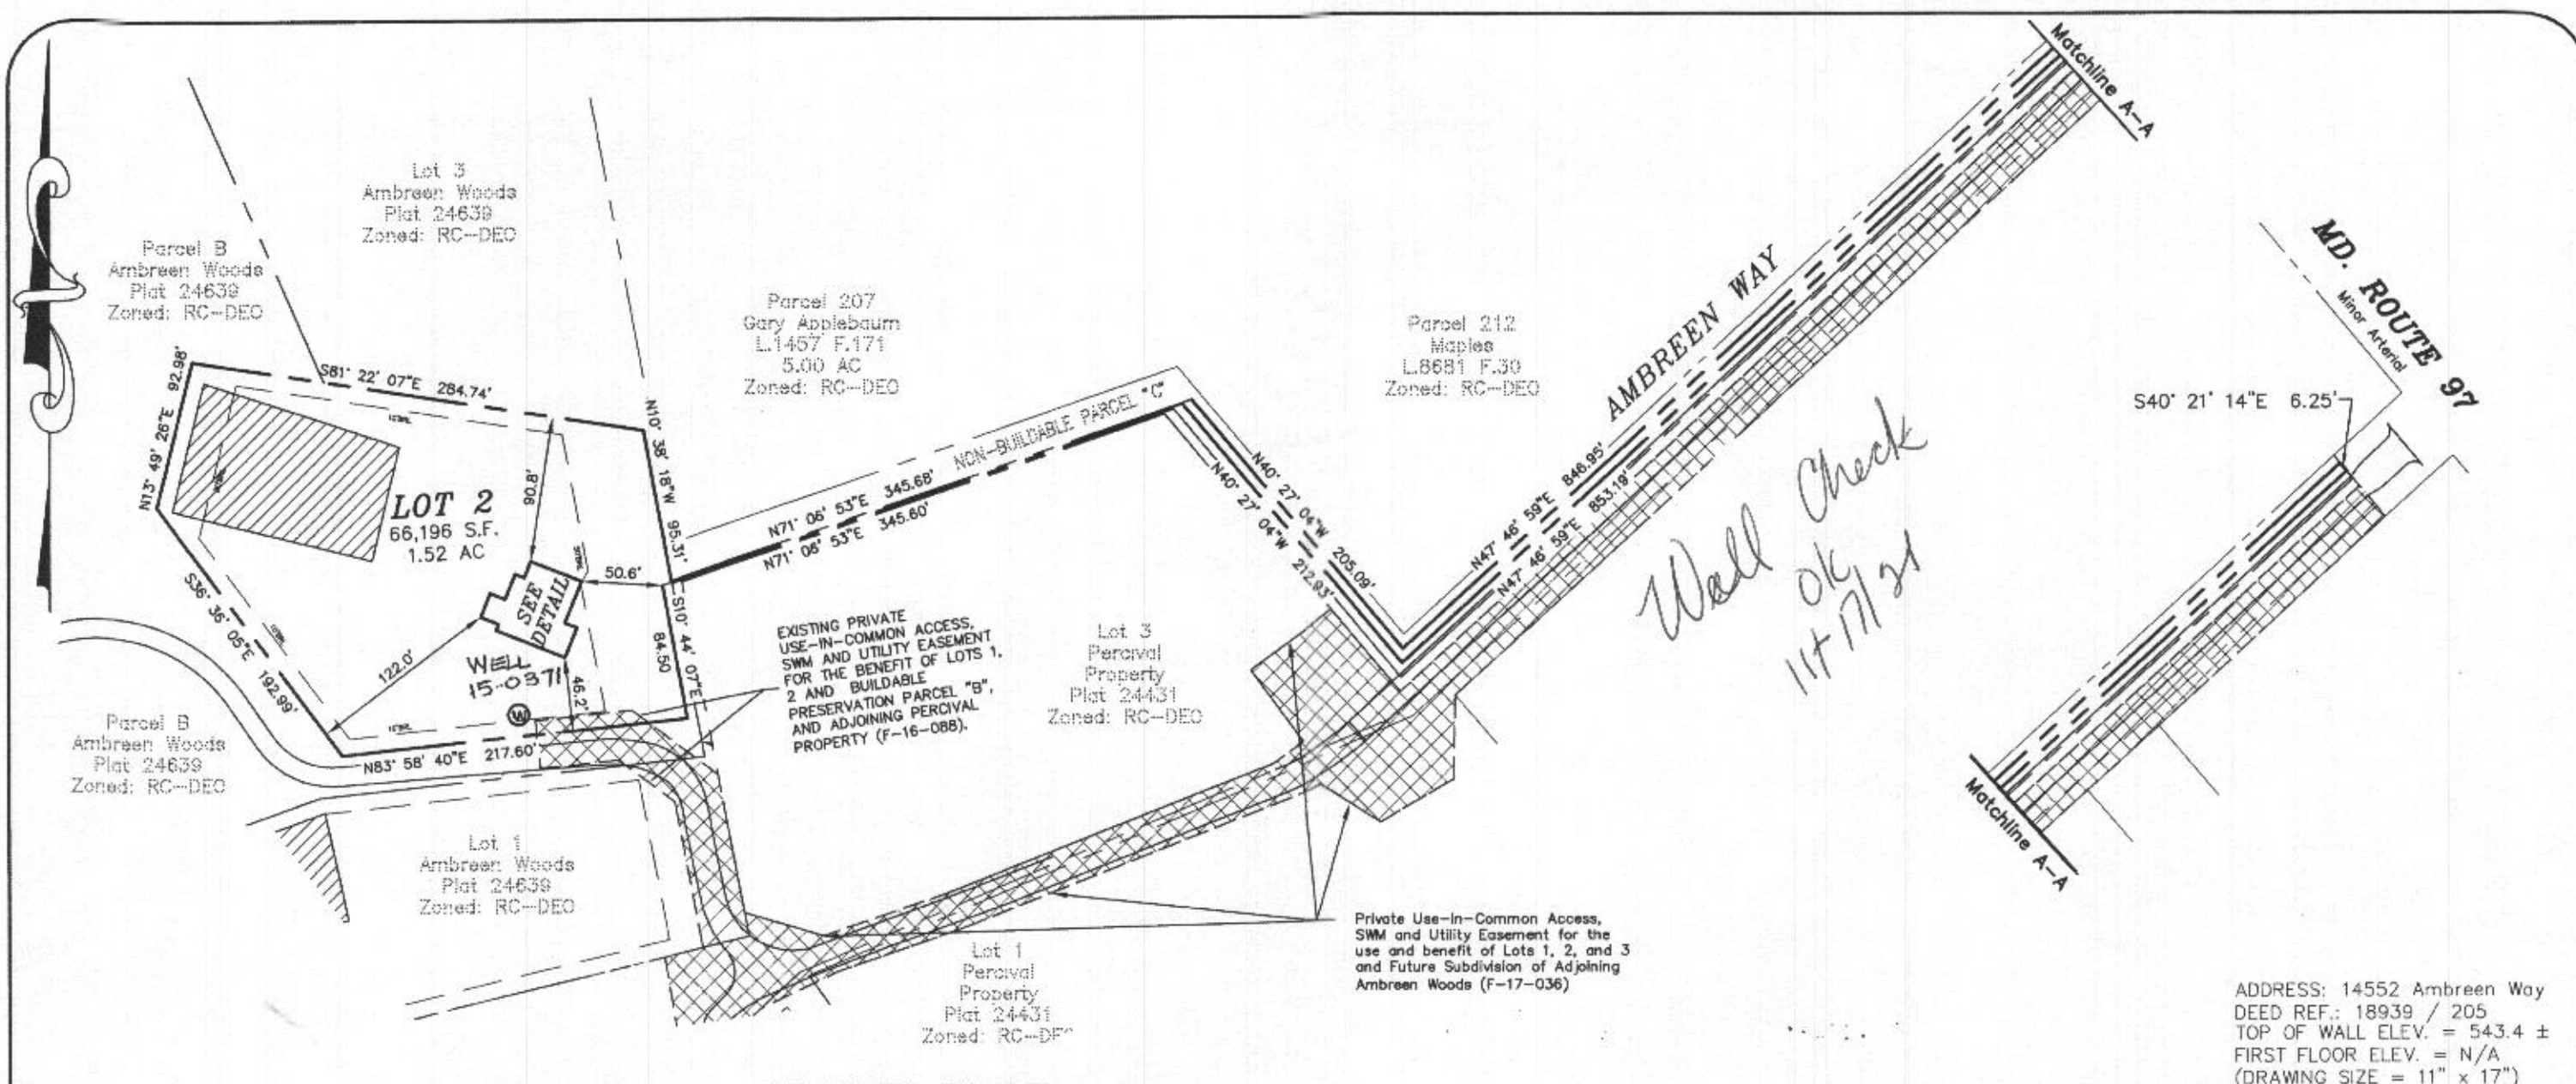 Matchline A-A
Lot 3
Ambreen Woods
Plat 24639
Zoned: RC-DEO
Parcel B
Ambreen Woods
Plat 24639
Zoned: RC-DEO
Parcel 207
Gary Applebaum
L.1457 F.171
5.00 AC
Zoned: RC-DEO
Parcel 212
Maples
L.8681 F.30
Zoned: RC-DEO
AMBREEN WAY
MD. ROUTE 97
Minor Arterial
S40° 21' 14"E 6.25'
N13° 49' 26"E 92.98'
S81° 22' 07"E 284.74'
N10° 38' 18"W 95.31'
LOT 2
66,196 S.F.
1.52 AC
90.8'
SEE
DETAIL
50.6'
S10° 44' 07"E
84.50
S36° 36' 05"E 192.99'
122.0'
WELL
15-0371
46.2'
W
N83° 58' 40"E 217.60'
NON-BUILDABLE PARCEL "C"
N71° 06' 53"E 345.68'
N71° 06' 53"E 345.60'
N40° 27' 04"W 205.09'
N40° 27' 04"W 212.93'
N47° 46' 59"E 846.95'
N47° 46' 59"E 853.19'
Wall Check
ok
EXISTING PRIVATE
USE-IN-COMMON ACCESS,
SWM AND UTILITY EASEMENT
FOR THE BENEFIT OF LOTS 1,
2 AND BUILDABLE
PRESERVATION PARCEL "B",
AND ADJOINING PERCIVAL
PROPERTY (F-16-088).
Lot 3
Percival
Property
Plat 24431
Zoned: RC-DEO
Parcel B
Ambreen Woods
Plat 24639
Zoned: RC-DEO
Matchline A-A
Lot 1
Ambreen Woods
Plat 24639
Zoned: RC-DEO
Lot 1
Percival
Property
Plat 24431
Zoned: RC-DE
Private Use-In-Common Access,
SWM and Utility Easement for the
use and benefit of Lots 1, 2, and 3
and Future Subdivision of Adjoining
Ambreen Woods (F-17-036)
ADDRESS: 14552 Ambreen Way
DEED REF.: 18939 / 205
TOP OF WALL ELEV. = 543.4 ±
FIRST FLOOR ELEV. = N/A
(DRAWING SIZE = 11" x 17")